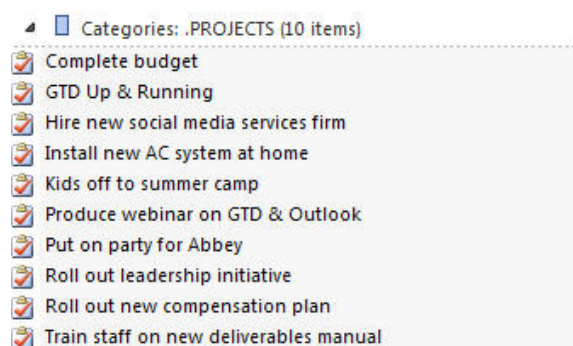 Categories: .PROJECTS (10 items)
Complete budget
GTD Up & Running
Hire new social media services firm
Install new AC system at home
Kids off to summer camp
Produce webinar on GTD & Outlook
Put on party for Abbey
Roll out leadership initiative
Roll out new compensation plan
Train staff on new deliverables manual